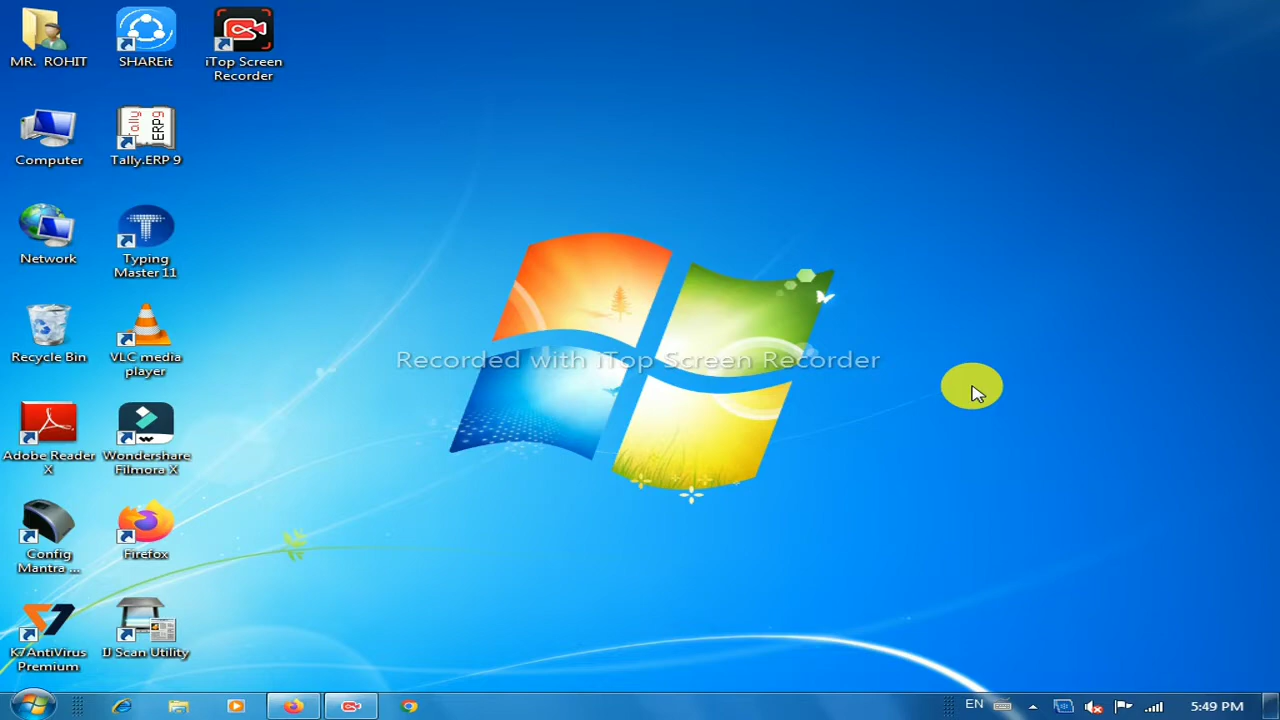 MR.  ROHIT
SHAREit
iTop Screen
Recorder
Computer
Tally
ERP9
Tally.ERP 9
Network
T
Typing
Master 11
Recycle Bin
VLC media
player
Adobe Reader
X
Wondershare
Filmora X
Config
Mantra ...
Firefox
K7AntiVirus
Premium
IJ Scan Utility
Recorded with iTop Screen Recorder
EN
5:49 PM